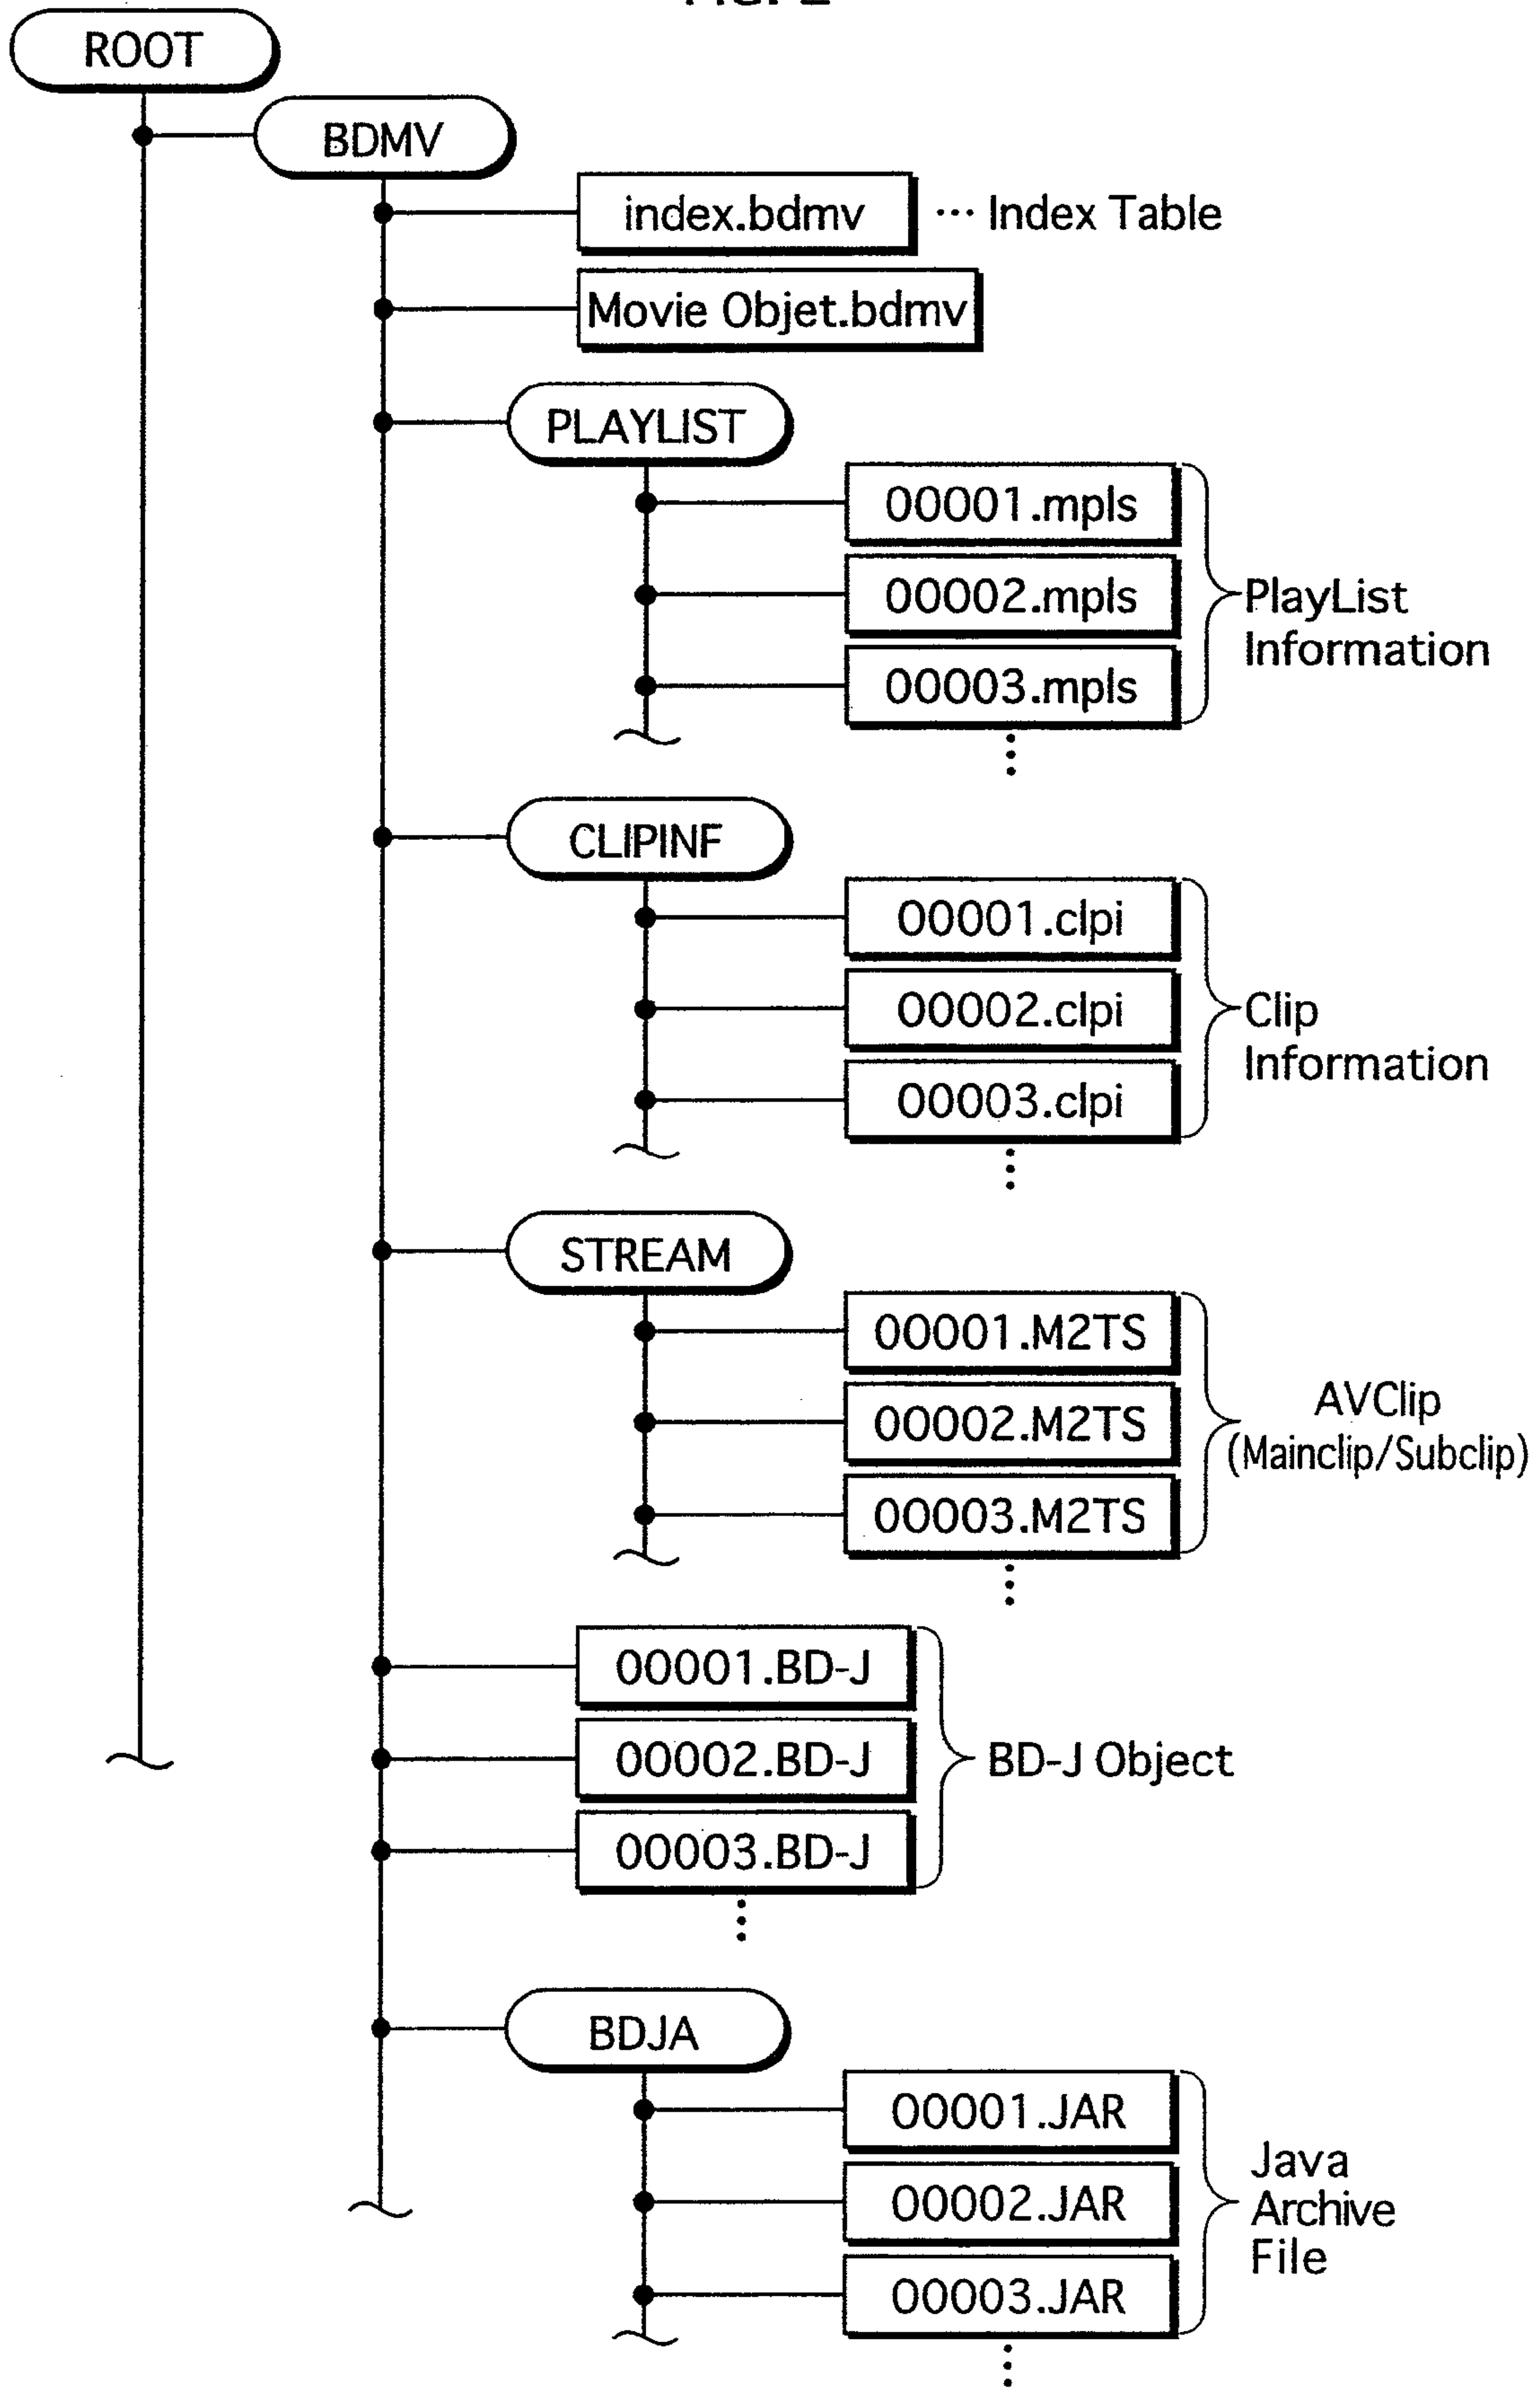 ROOT
BDMV
index.bdmv ... Index Table
Movie Objet.bdmv
PLAYLIST
00001.mpls
00002.mpls
00003.mpls
PlayList
Information
CLIPINF
00001.clpi
00002.clpi
00003.clpi
Clip
Information
STREAM
00001.M2TS
00002.M2TS
00003.M2TS
AVClip
(Mainclip/Subclip)
00001.BD-J
00002.BD-J
00003.BD-J
BD-J Object
BDJA
00001.JAR
00002.JAR
00003.JAR
Java
Archive
File